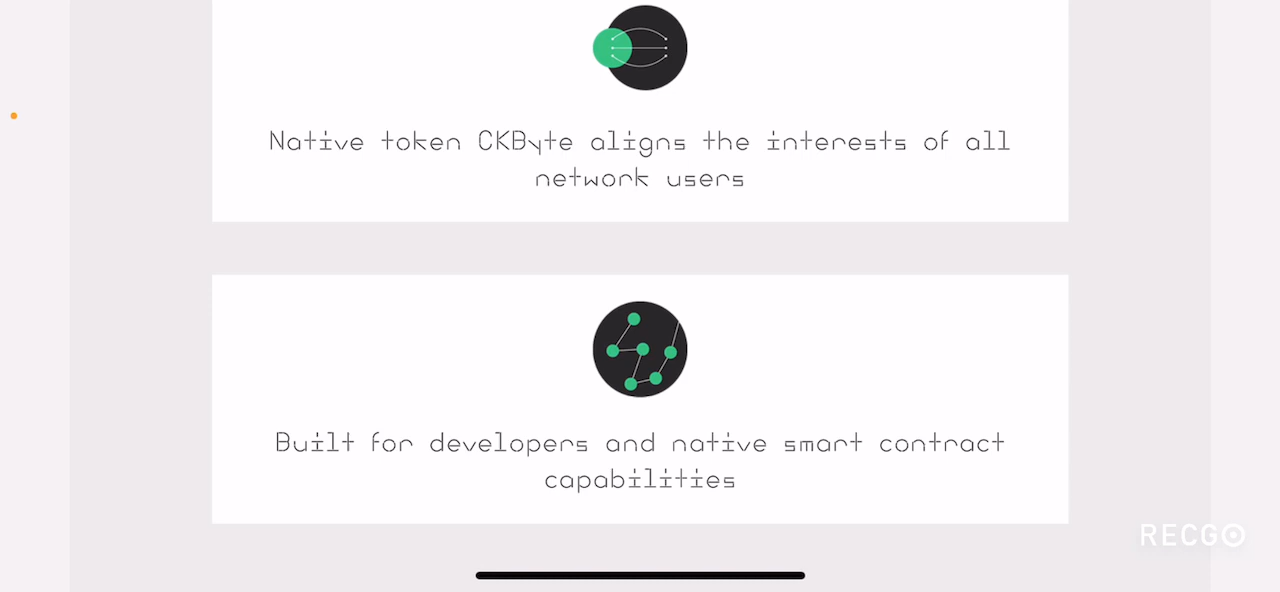 Native token CKByte aligns the interests of all
network users
Built for developers and native smart contract
capabilities
RECGO